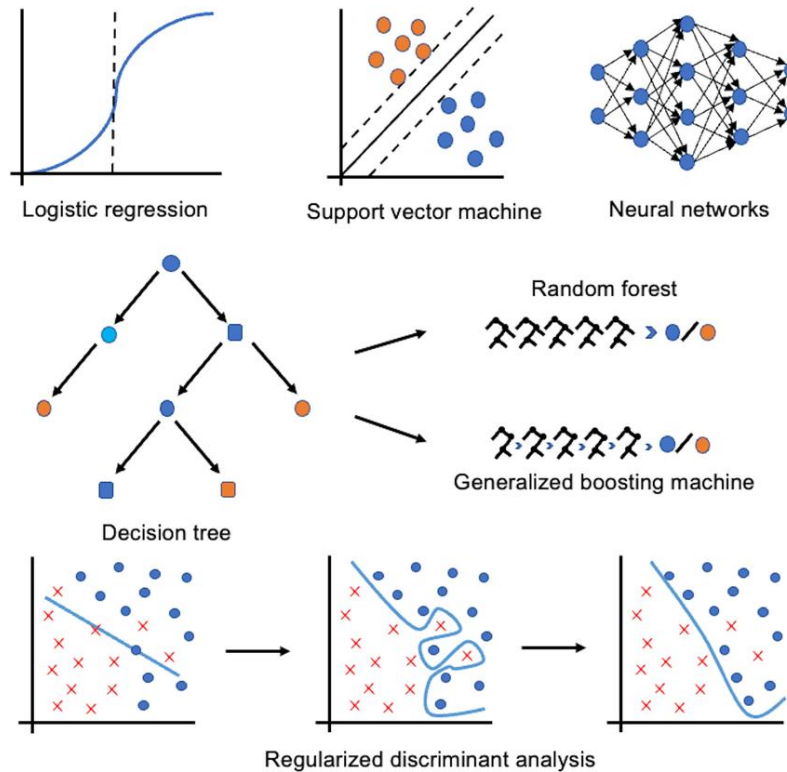 Logistic regression
Support vector machine
Neural networks
Random forest
Generalized boosting machine
Decision tree
Regularized discriminant analysis